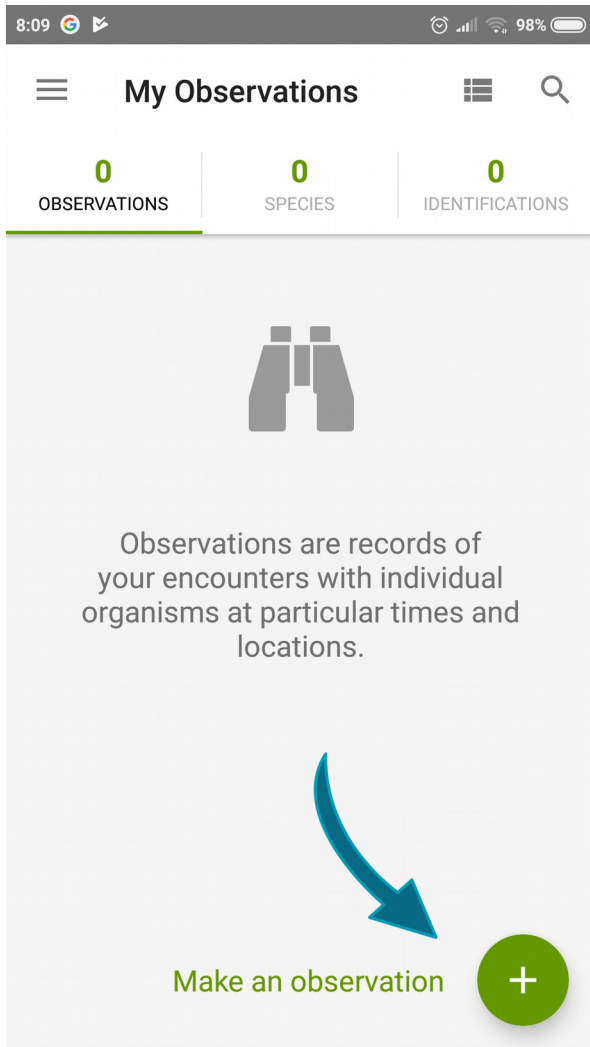 8:09 98%
My Observations
0 0 0
OBSERVATIONS SPECIES IDENTIFICATIONS
Observations are records of
your encounters with individual
organisms at particular times and
locations.
Make an observation +